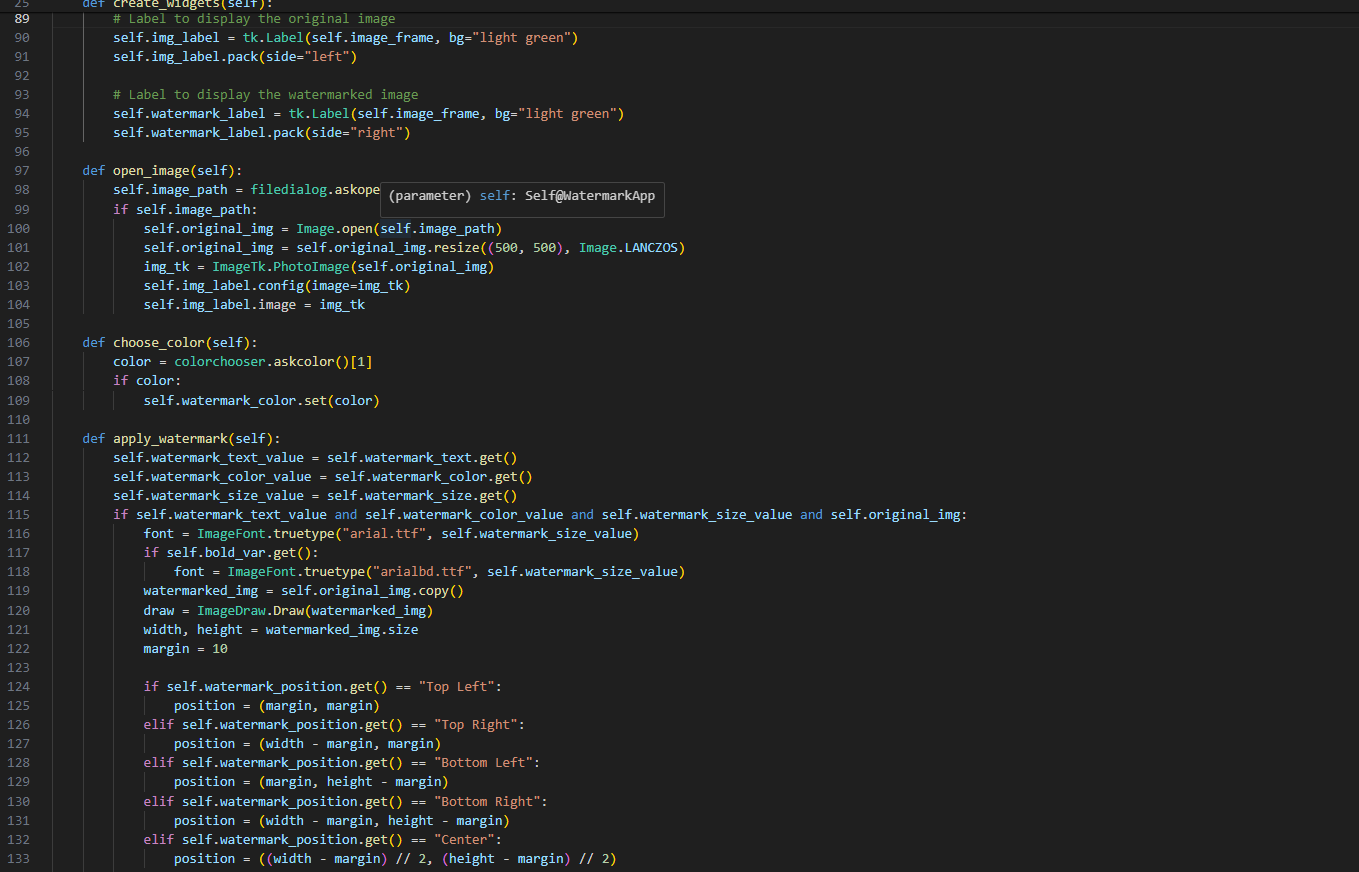 25 def create_widgets(self):
89 # Label to display the original image
90 self.img_label = tk.Label(self.image_frame, bg="light green")
91 self.img_label.pack(side="left")
92
93 # Label to display the watermarked image
94 self.watermark_label = tk.Label(self.image_frame, bg="light green")
95 self.watermark_label.pack(side="right")
96
97 def open_image(self):
98 self.image_path = filedialog.askope
(parameter) self: Self@WatermarkApp
99 if self.image_path:
100 self.original_img = Image.open(self.image_path)
101 self.original_img = self.original_img.resize((500, 500), Image.LANCZOS)
102 img_tk = ImageTk.PhotoImage(self.original_img)
103 self.img_label.config(image=img_tk)
104 self.img_label.image = img_tk
105
106 def choose_color(self):
107 color = colorchooser.askcolor()[1]
108 if color:
109 self.watermark_color.set(color)
110
111 def apply_watermark(self):
112 self.watermark_text_value = self.watermark_text.get()
113 self.watermark_color_value = self.watermark_color.get()
114 self.watermark_size_value = self.watermark_size.get()
115 if self.watermark_text_value and self.watermark_color_value and self.watermark_size_value and self.original_img:
116 font = ImageFont.truetype("arial.ttf", self.watermark_size_value)
117 if self.bold_var.get():
118 font = ImageFont.truetype("arialbd.ttf", self.watermark_size_value)
119 watermarked_img = self.original_img.copy()
120 draw = ImageDraw.Draw(watermarked_img)
121 width, height = watermarked_img.size
122 margin = 10
123
124 if self.watermark_position.get() == "Top Left":
125 position = (margin, margin)
126 elif self.watermark_position.get() == "Top Right":
127 position = (width - margin, margin)
128 elif self.watermark_position.get() == "Bottom Left":
129 position = (margin, height - margin)
130 elif self.watermark_position.get() == "Bottom Right":
131 position = (width - margin, height - margin)
132 elif self.watermark_position.get() == "Center":
133 position = ((width - margin) // 2, (height - margin) // 2)